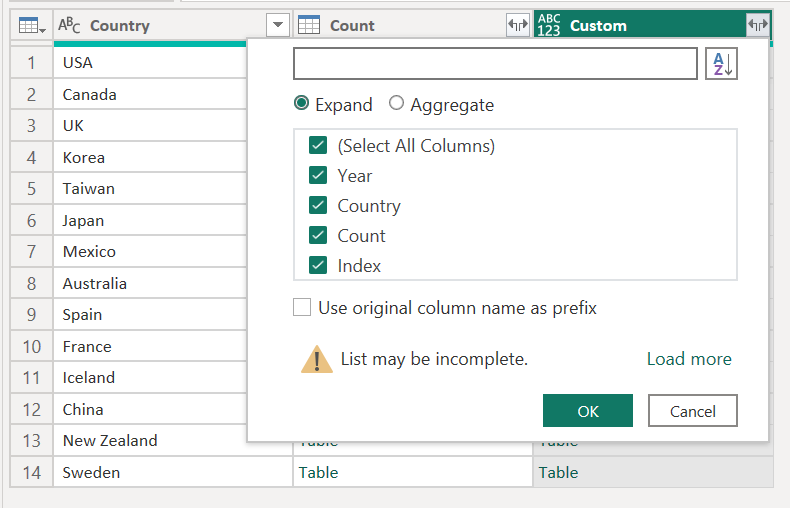 ABC Country Count ABC 123 Custom
1 USA
2 Canada
3 UK
4 Korea
5 Taiwan
6 Japan
7 Mexico
8 Australia
9 Spain
10 France
11 Iceland
12 China
13 New Zealand Table Table
14 Sweden Table Table
AZ
Expand Aggregate
(Select All Columns)
Year
Country
Count
Index
Use original column name as prefix
List may be incomplete. Load more
OK Cancel